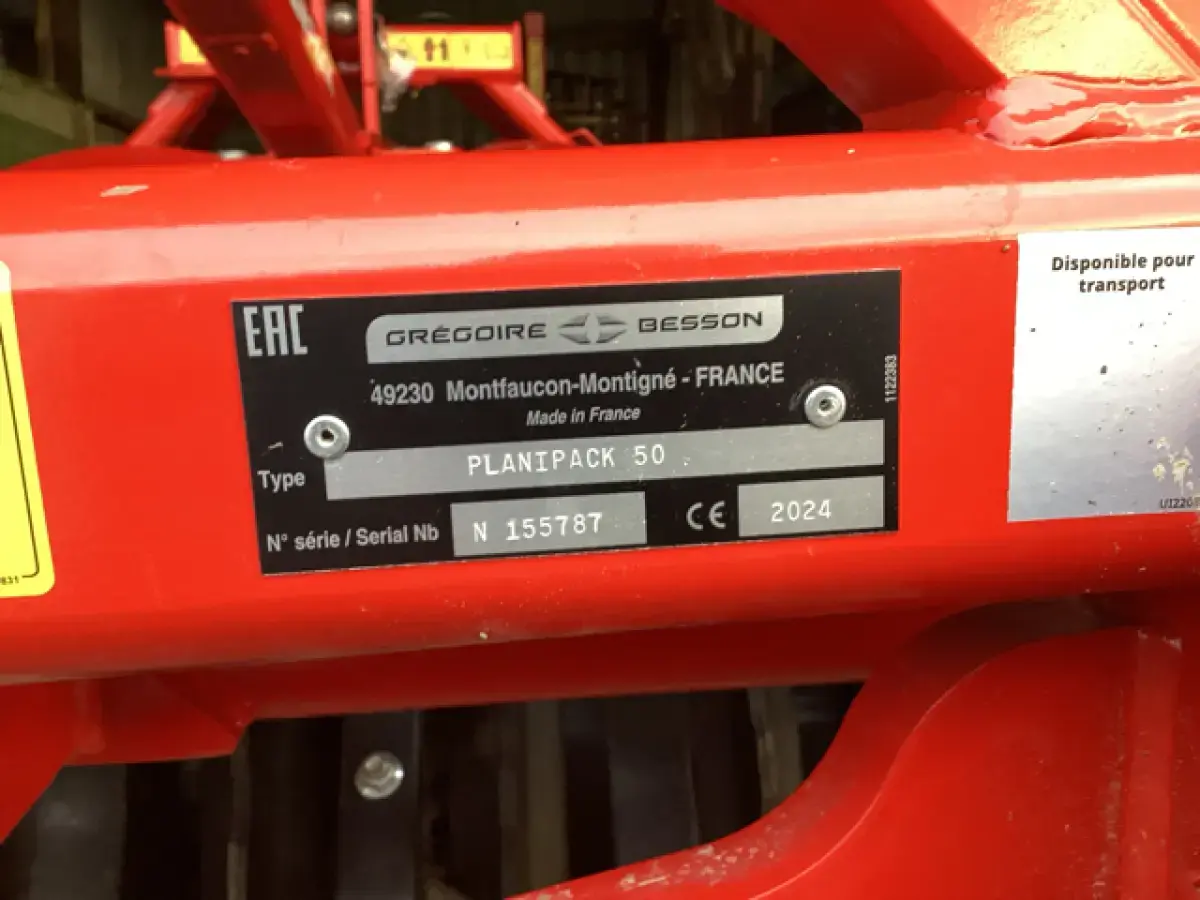 EAC
GRÉGOIRE BESSON
49230 Montfaucon-Montigné - FRANCE
Made in France
1122383
Type PLANIPACK 50
N° série / Serial Nb N 155787 CE 2024
Disponible pour
transport